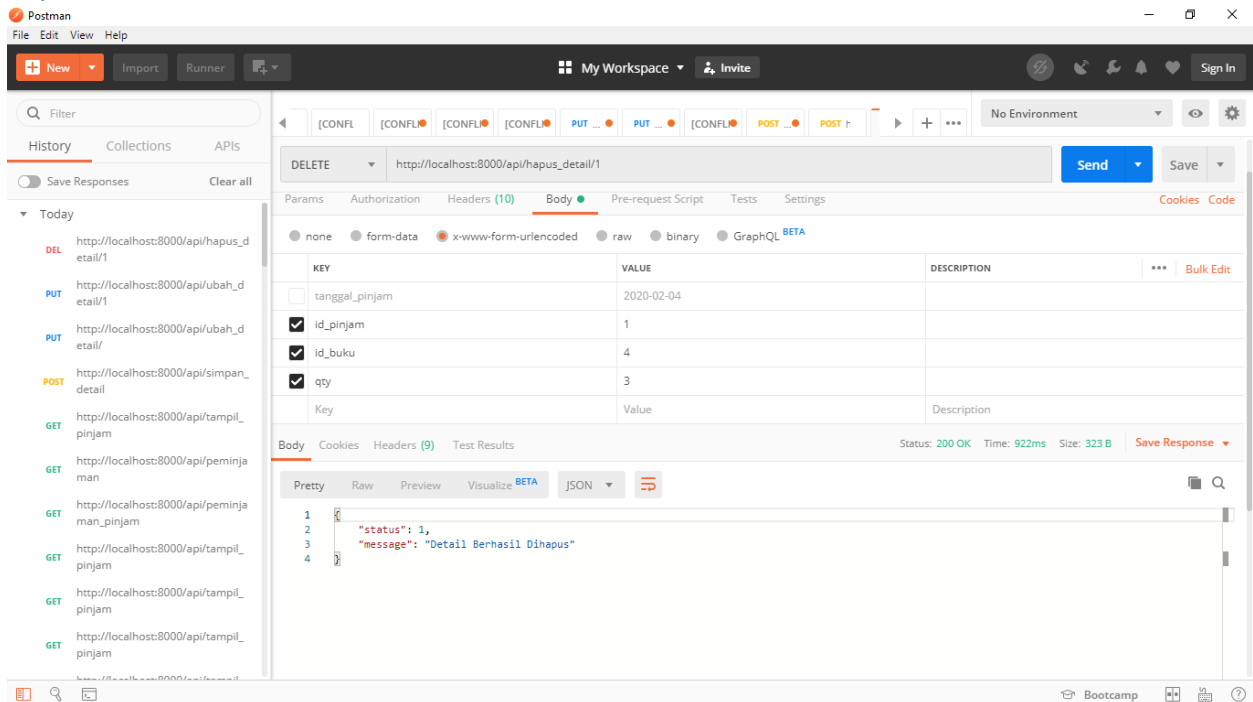 Postman
File Edit View Help
New Import Runner My Workspace Invite Sign In
Filter
History Collections APIs
Save Responses Clear all
Today
DEL http://localhost:8000/api/hapus_d
etail/1
PUT http://localhost:8000/api/ubah_d
etail/1
PUT http://localhost:8000/api/ubah_d
etail/
POST http://localhost:8000/api/simpan_
detail
GET http://localhost:8000/api/tampil_
pinjam
GET http://localhost:8000/api/peminja
man
GET http://localhost:8000/api/peminja
man_pinjam
GET http://localhost:8000/api/tampil_
pinjam
GET http://localhost:8000/api/tampil_
pinjam
GET http://localhost:8000/api/tampil_
pinjam
[CONFL [CONFLI [CONFLI [CONFLI PUT ... PUT ... [CONFLI POST ... POST h
No Environment
DELETE http://localhost:8000/api/hapus_detail/1 Send Save
Params Authorization Headers (10) Body Pre-request Script Tests Settings Cookies Code
none form-data x-www-form-urlencoded raw binary GraphQL BETA
KEY VALUE DESCRIPTION ... Bulk Edit
tanggal_pinjam 2020-02-04
id_pinjam 1
id_buku 4
qty 3
Key Value Description
Body Cookies Headers (9) Test Results Status: 200 OK Time: 922ms Size: 323 B Save Response
Pretty Raw Preview Visualize BETA JSON
1 {
2 "status": 1,
3 "message": "Detail Berhasil Dihapus"
4 }
Bootcamp